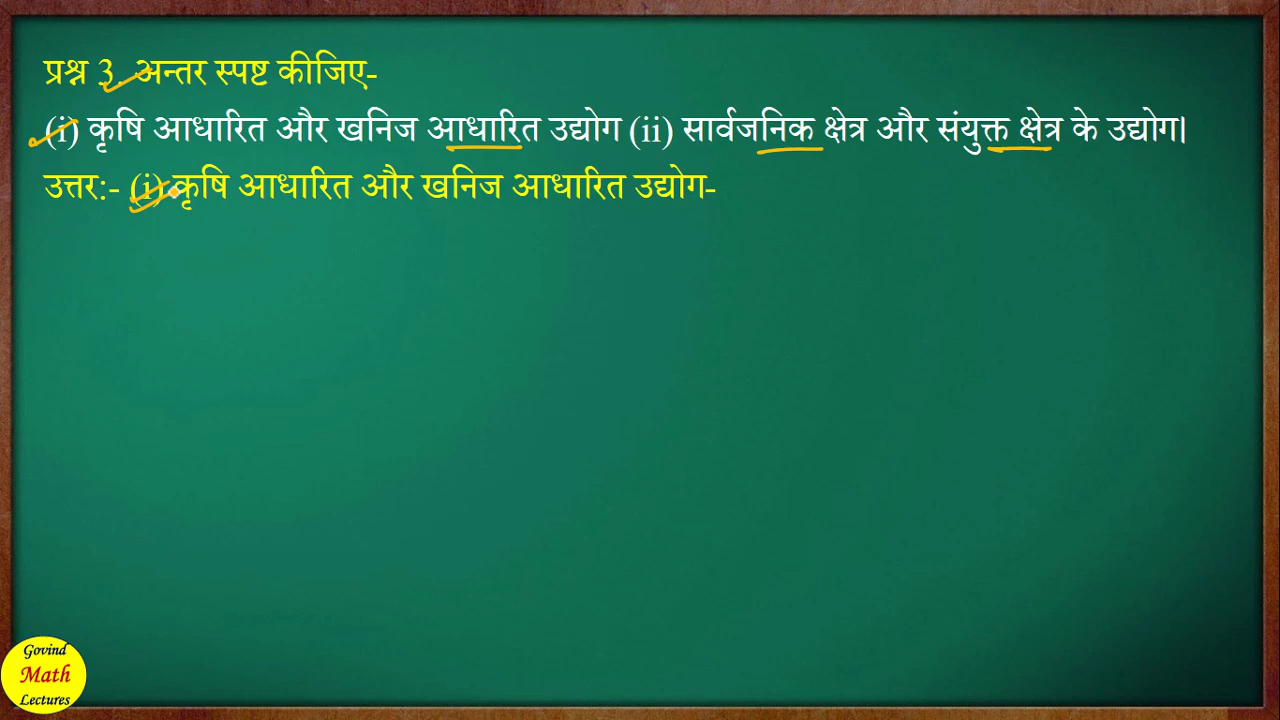 प्रश्न 3. अन्तर स्पष्ट कीजिए-
(i) कृषि आधारित और खनिज आधारित उद्योग (ii) सार्वजनिक क्षेत्र और संयुक्त क्षेत्र के उद्योग।
उत्तर:- (i) कृषि आधारित और खनिज आधारित उद्योग-
Govind
Math
Lectures